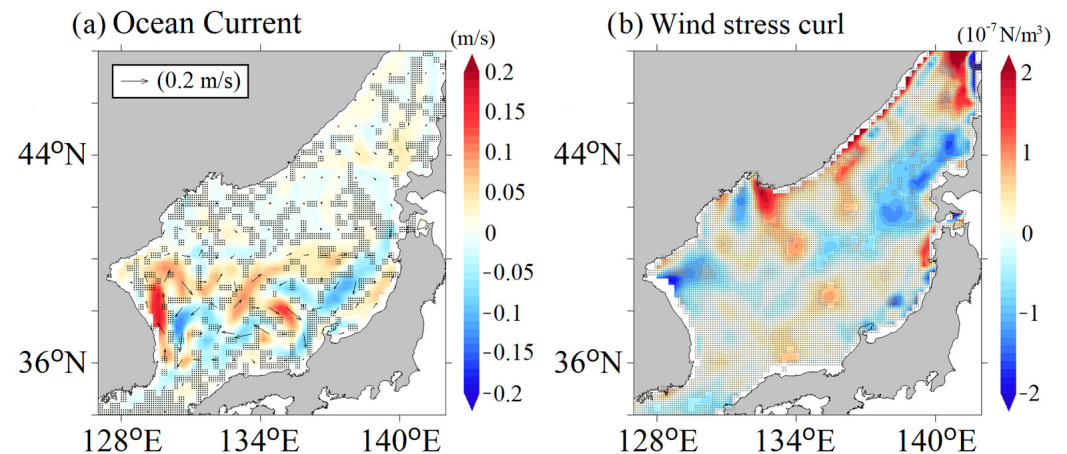 (a) Ocean Current
(m/s)
(0.2 m/s)
0.2
0.15
0.1
0.05
0
−0.05
−0.1
−0.15
−0.2
44°N
36°N
128°E
134°E
140°E
(b) Wind stress curl
(10⁻⁷ N/m³)
2
1
0
−1
−2
44°N
36°N
128°E
134°E
140°E